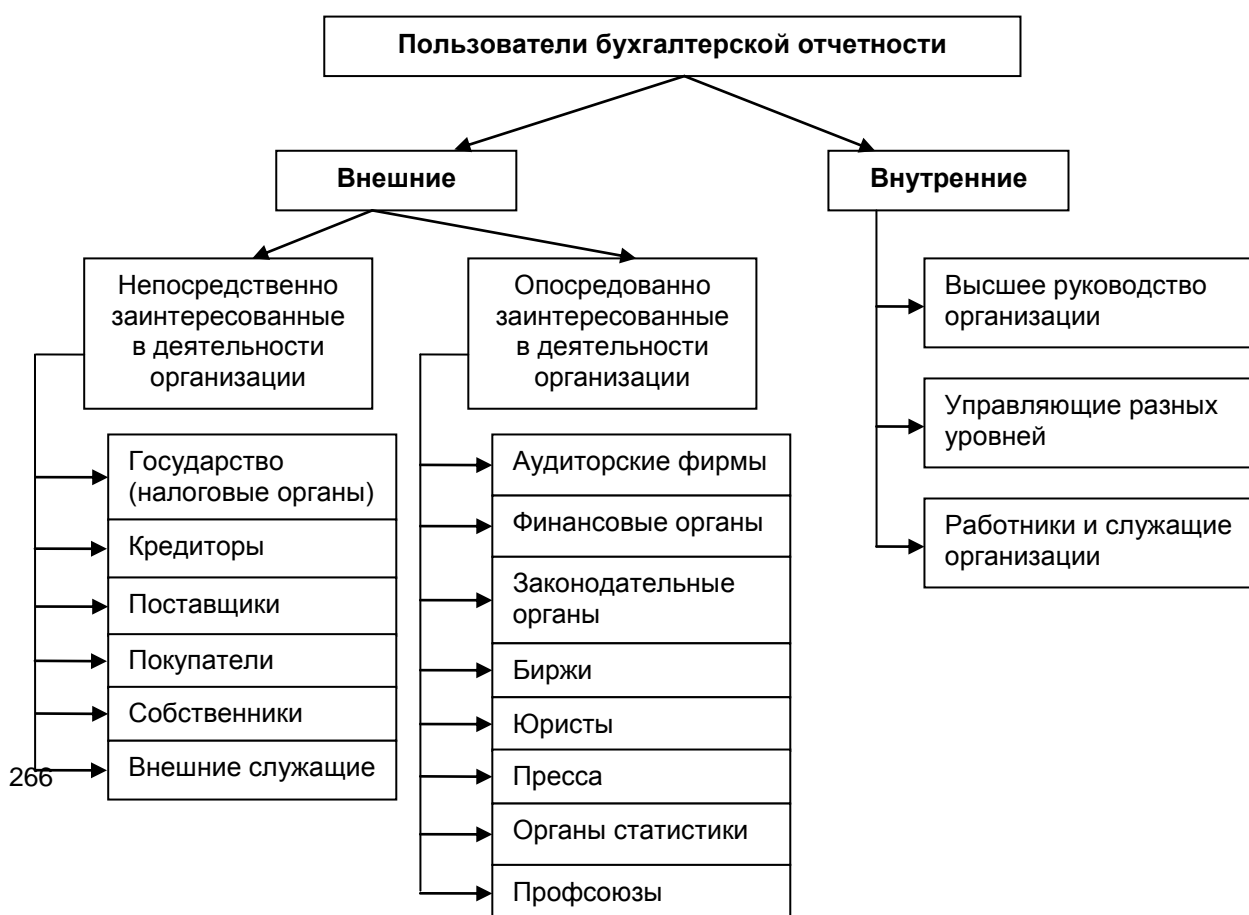 Пользователи бухгалтерской отчетности
Внешние
Внутренние
Непосредственно
заинтересованные
в деятельности
организации
Государство
(налоговые органы)
Кредиторы
Поставщики
Покупатели
Собственники
Внешние служащие
Опосредованно
заинтересованные
в деятельности
организации
Аудиторские фирмы
Финансовые органы
Законодательные
органы
Биржи
Юристы
Пресса
Органы статистики
Профсоюзы
Высшее руководство
организации
Управляющие разных
уровней
Работники и служащие
организации
266